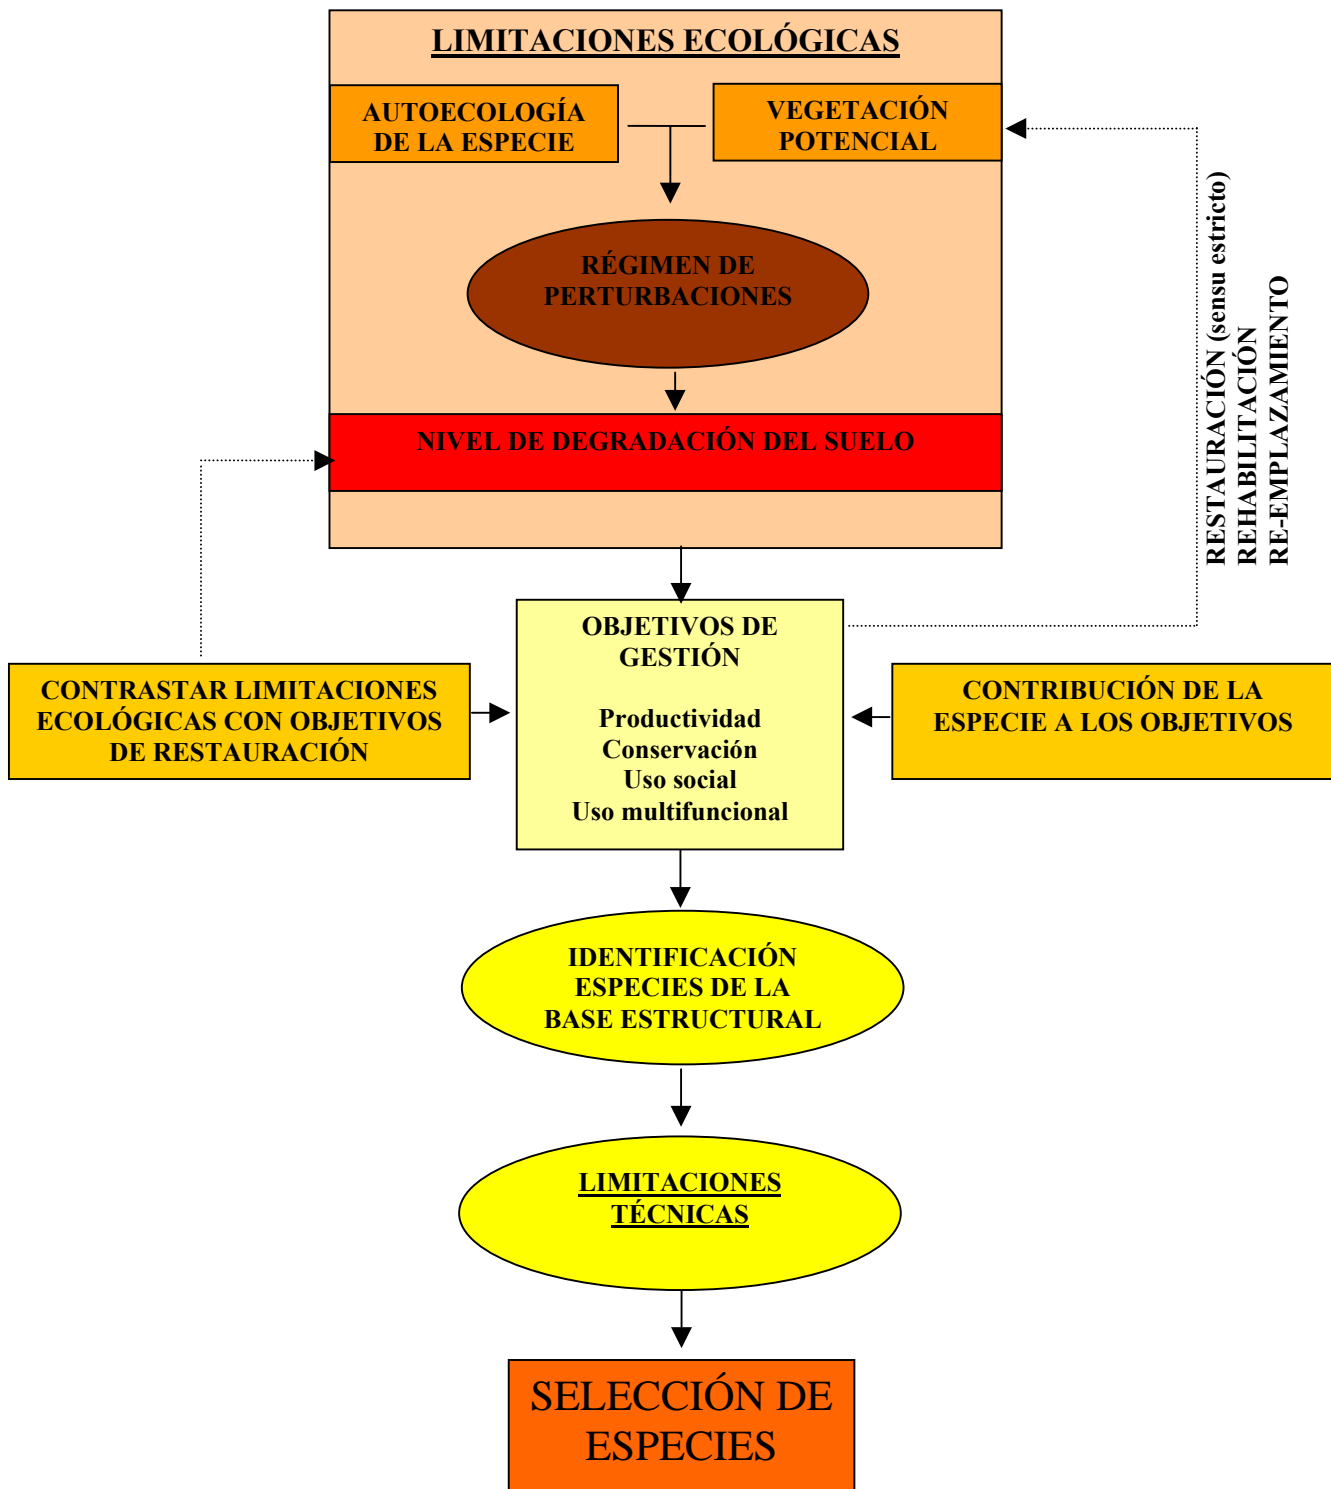 LIMITACIONES ECOLÓGICAS
AUTOECOLOGÍA
DE LA ESPECIE
VEGETACIÓN
POTENCIAL
RÉGIMEN DE
PERTURBACIONES
NIVEL DE DEGRADACIÓN DEL SUELO
RESTAURACIÓN (sensu estricto)
REHABILITACIÓN
RE-EMPLAZAMIENTO
OBJETIVOS DE
GESTIÓN
Productividad
Conservación
Uso social
Uso multifuncional
CONTRASTAR LIMITACIONES
ECOLÓGICAS CON OBJETIVOS
DE RESTAURACIÓN
CONTRIBUCIÓN DE LA
ESPECIE A LOS OBJETIVOS
IDENTIFICACIÓN
ESPECIES DE LA
BASE ESTRUCTURAL
LIMITACIONES
TÉCNICAS
SELECCIÓN DE
ESPECIES